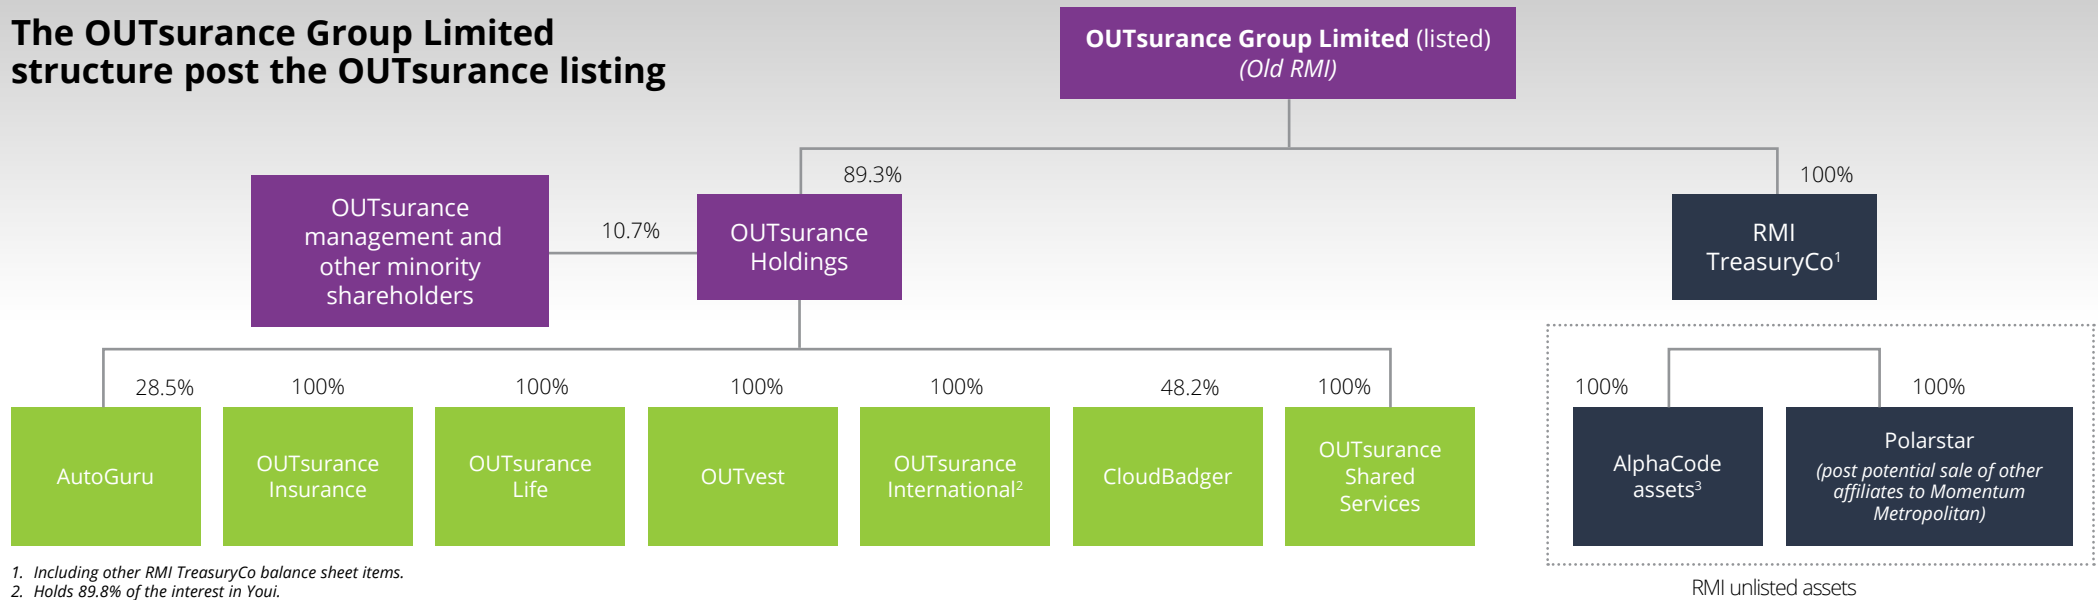 The OUTsurance Group Limited
structure post the OUTsurance listing
OUTsurance Group Limited (listed)
(Old RMI)
89.3%
100%
OUTsurance
management and
other minority
shareholders
10.7%
OUTsurance
Holdings
RMI
TreasuryCo¹
28.5%
100%
100%
100%
100%
48.2%
100%
100%
100%
AutoGuru
OUTsurance
Insurance
OUTsurance
Life
OUTvest
OUTsurance
International²
CloudBadger
OUTsurance
Shared
Services
AlphaCode
assets³
Polarstar
(post potential sale of other
affiliates to Momentum
Metropolitan)
1. Including other RMI TreasuryCo balance sheet items.
2. Holds 89.8% of the interest in Youi.
RMI unlisted assets